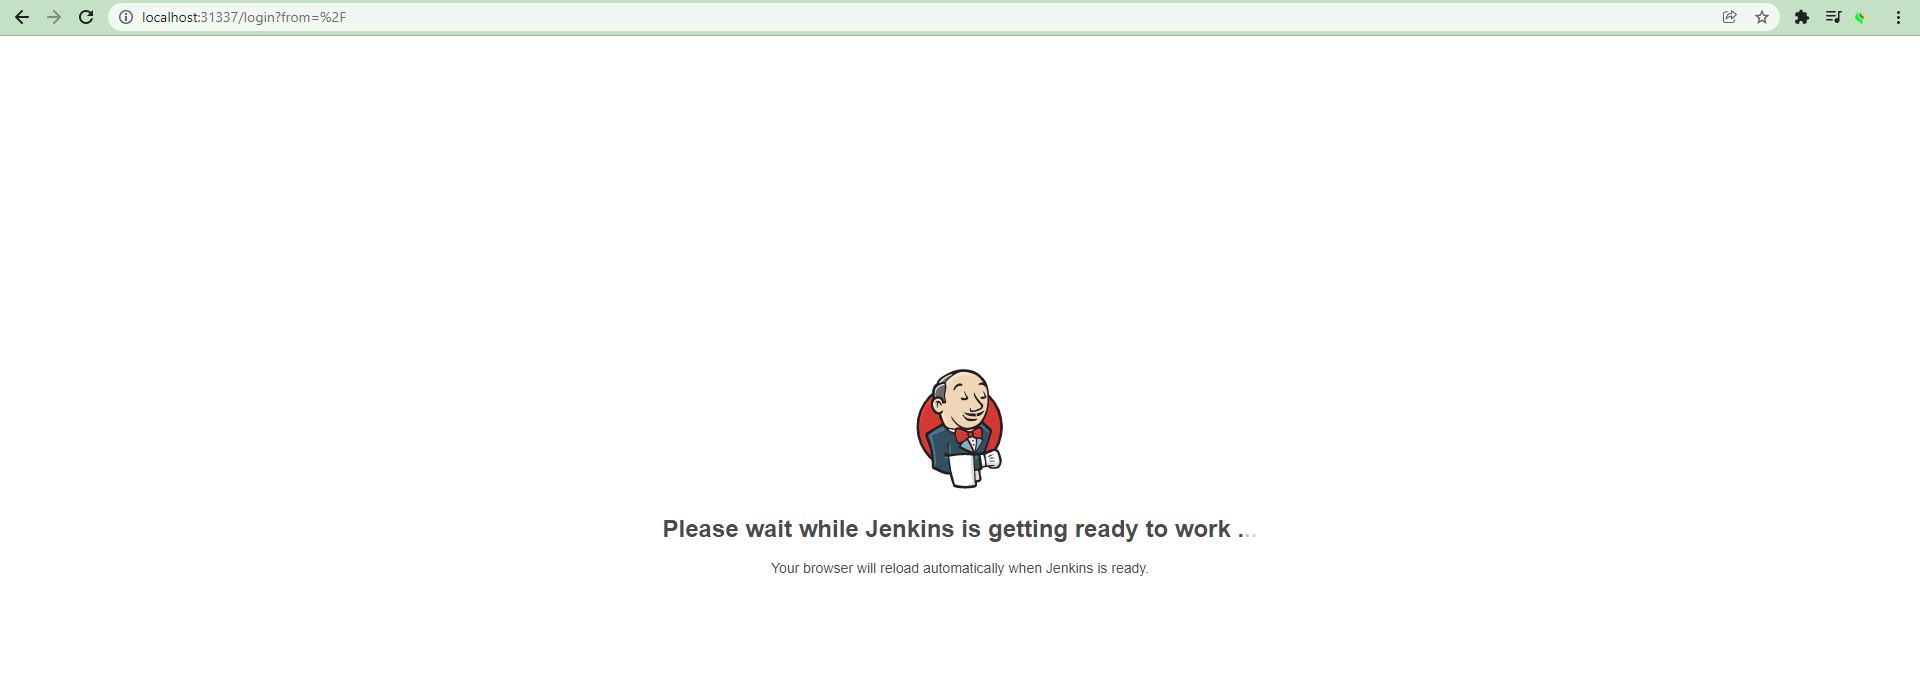 localhost:31337/login?from=%2F
Please wait while Jenkins is getting ready to work ...
Your browser will reload automatically when Jenkins is ready.